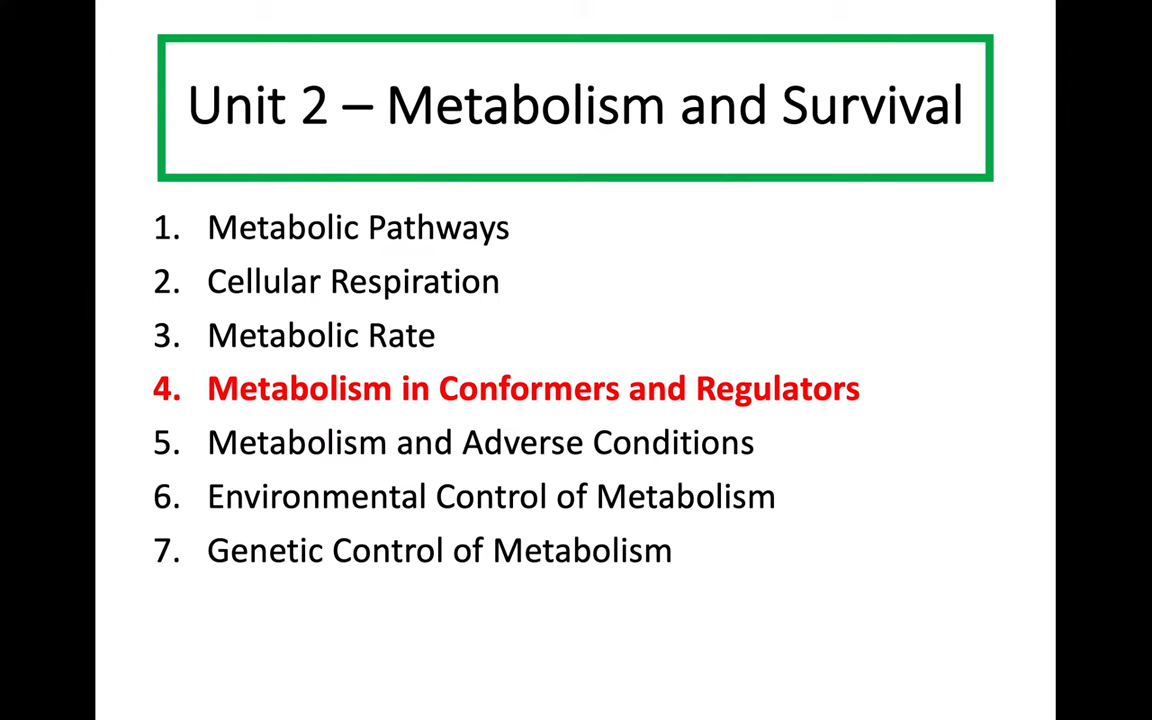 Unit 2 – Metabolism and Survival
1. Metabolic Pathways
2. Cellular Respiration
3. Metabolic Rate
4. Metabolism in Conformers and Regulators
5. Metabolism and Adverse Conditions
6. Environmental Control of Metabolism
7. Genetic Control of Metabolism